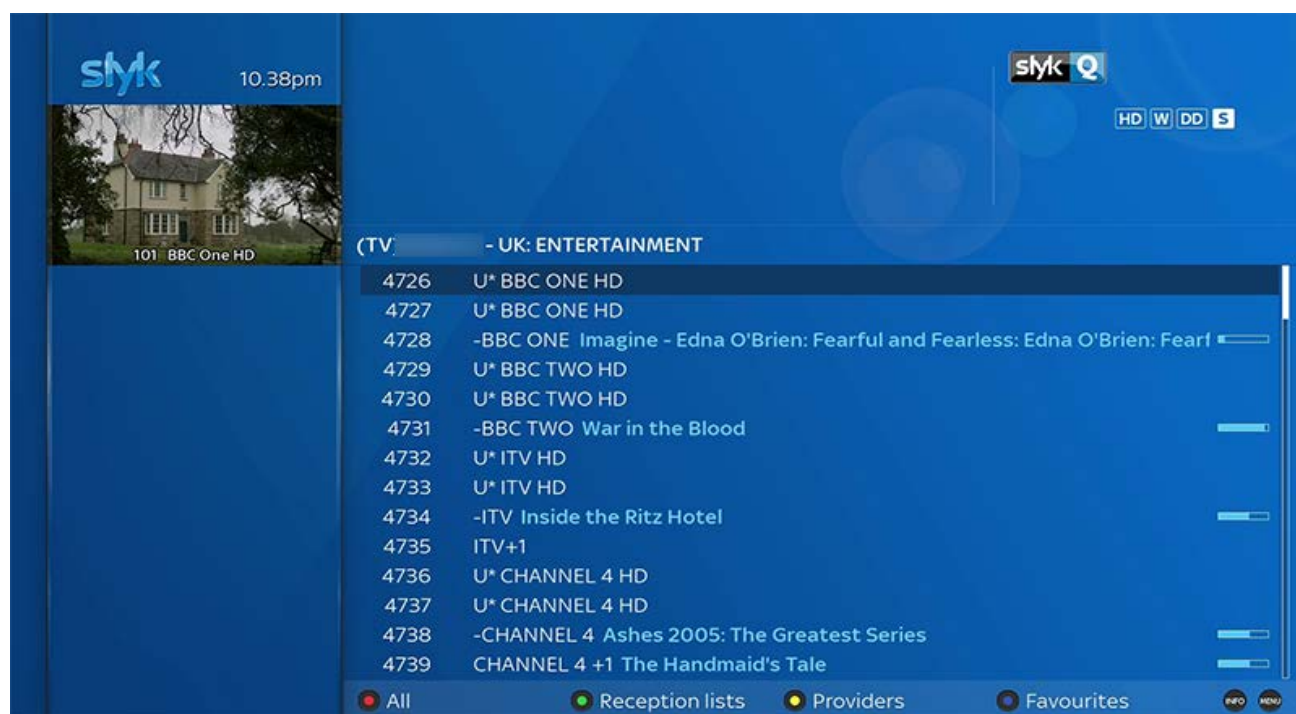 slyk
10.38pm
slyk Q
HD W DD S
101 BBC One HD
(TV) - UK: ENTERTAINMENT
4726 U* BBC ONE HD
4727 U* BBC ONE HD
4728 -BBC ONE Imagine - Edna O'Brien: Fearful and Fearless: Edna O'Brien: Fearf
4729 U* BBC TWO HD
4730 U* BBC TWO HD
4731 -BBC TWO War in the Blood
4732 U* ITV HD
4733 U* ITV HD
4734 -ITV Inside the Ritz Hotel
4735 ITV+1
4736 U* CHANNEL 4 HD
4737 U* CHANNEL 4 HD
4738 -CHANNEL 4 Ashes 2005: The Greatest Series
4739 CHANNEL 4 +1 The Handmaid's Tale
All Reception lists Providers Favourites INFO MENU